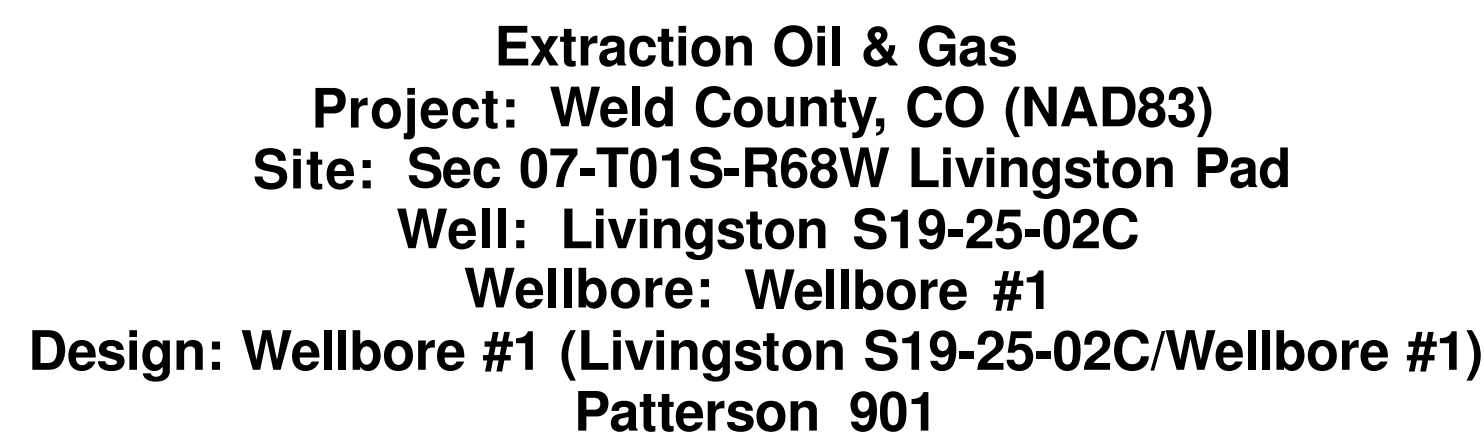 Extraction Oil & Gas
Project: Weld County, CO (NAD83)
Site: Sec 07-T01S-R68W Livingston Pad
Well: Livingston S19-25-02C
Wellbore: Wellbore #1
Design: Wellbore #1 (Livingston S19-25-02C/Wellbore #1)
Patterson 901